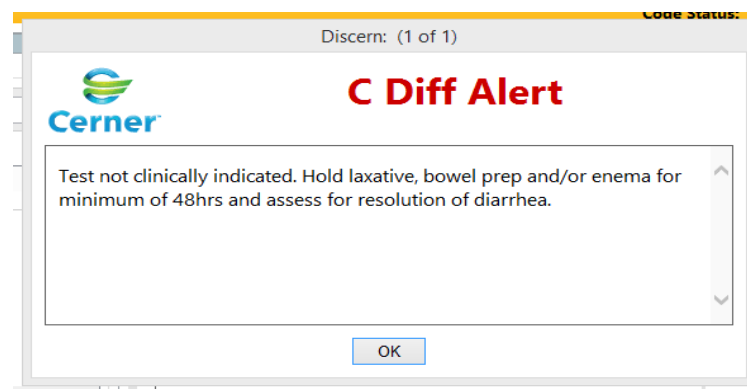 Code Status:
Discern: (1 of 1)
Cerner
C Diff Alert
Test not clinically indicated. Hold laxative, bowel prep and/or enema for
minimum of 48hrs and assess for resolution of diarrhea.
OK